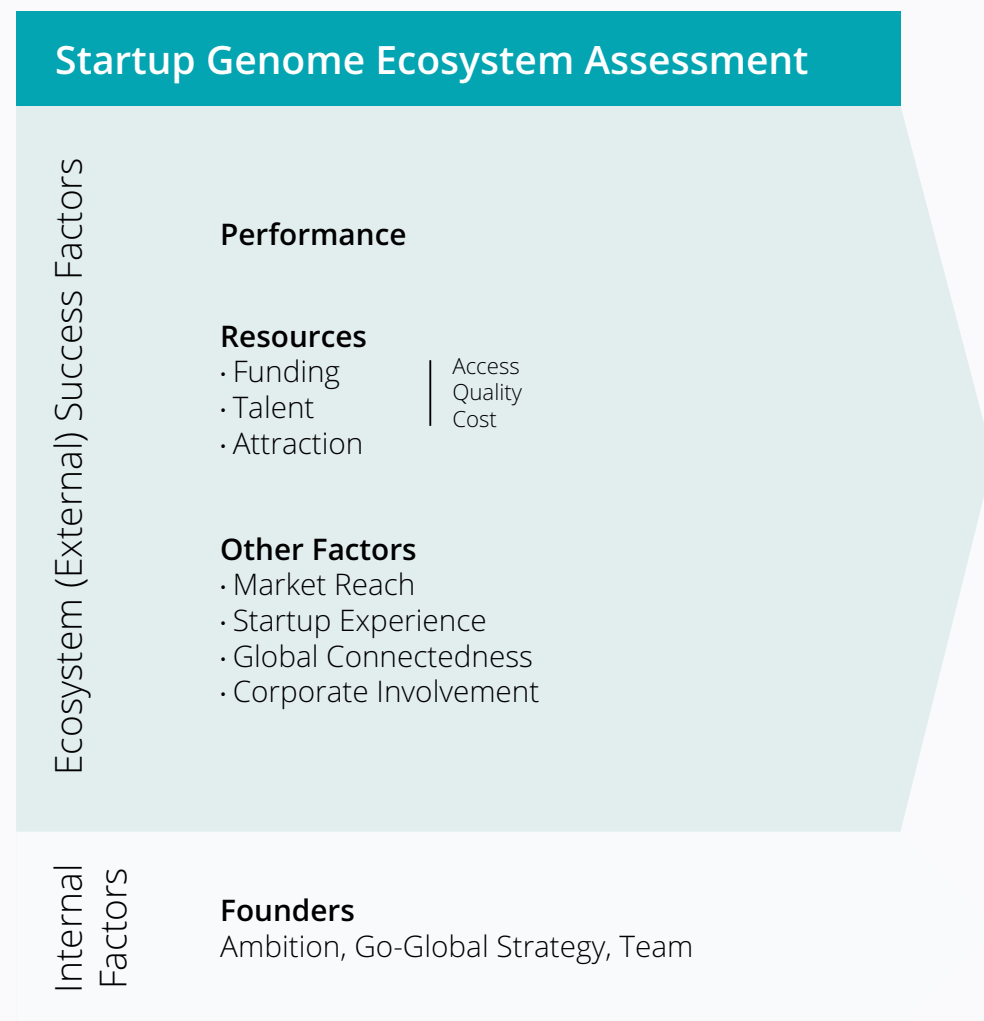 Startup Genome Ecosystem Assessment
Ecosystem (External) Success Factors
Performance
Resources
· Funding
· Talent
· Attraction
Access
Quality
Cost
Other Factors
· Market Reach
· Startup Experience
· Global Connectedness
· Corporate Involvement
Internal
Factors
Founders
Ambition, Go-Global Strategy, Team